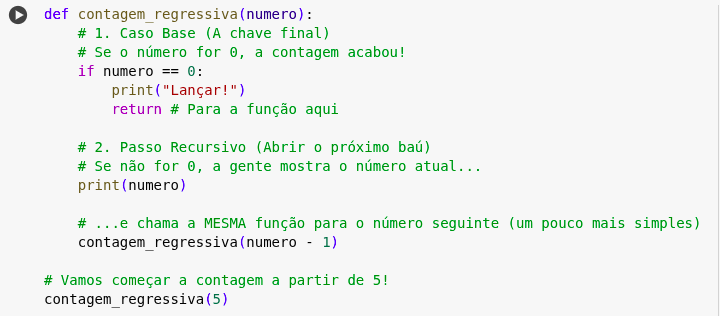 def contagem_regressiva(numero):
    # 1. Caso Base (A chave final)
    # Se o número for 0, a contagem acabou!
    if numero == 0:
        print("Lançar!")
        return # Para a função aqui

    # 2. Passo Recursivo (Abrir o próximo baú)
    # Se não for 0, a gente mostra o número atual...
    print(numero)

    # ...e chama a MESMA função para o número seguinte (um pouco mais simples)
    contagem_regressiva(numero - 1)

# Vamos começar a contagem a partir de 5!
contagem_regressiva(5)